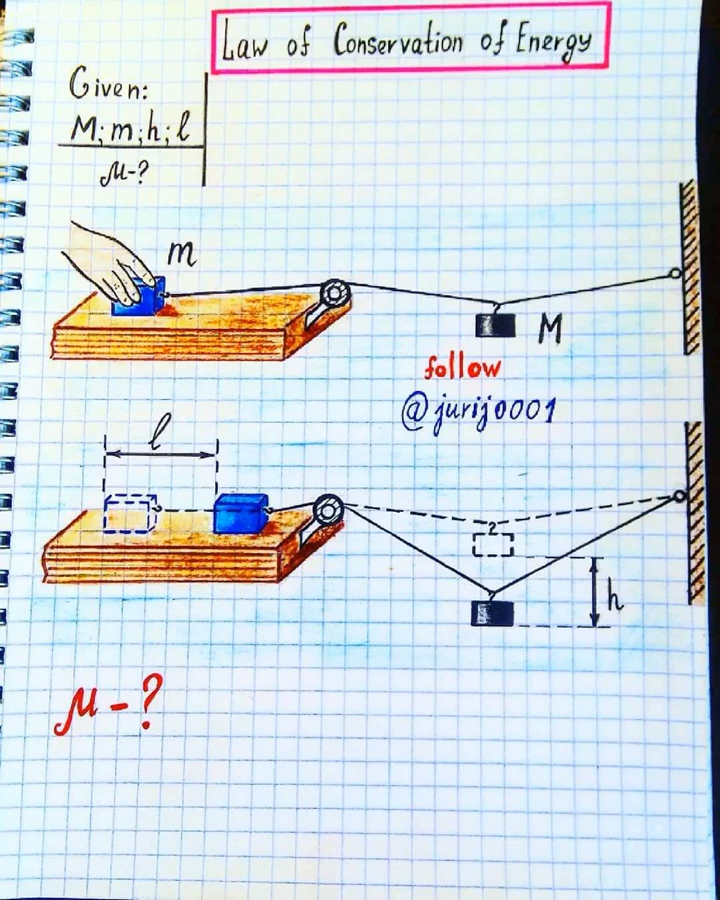 Law of Conservation of Energy
Given:
M; m; h; l
μ-?
m
M
follow
@jurij0001
l
h
μ-?